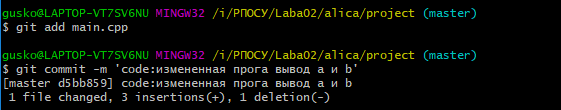 gusko@LAPTOP-VT7SV6NU MINGW32 /i/РПОСУ/Laba02/alica/project (master)
$ git add main.cpp
gusko@LAPTOP-VT7SV6NU MINGW32 /i/РПОСУ/Laba02/alica/project (master)
$ git commit -m 'code:измененная прога вывод a и b'
[master d5bb859] code:измененная прога вывод a и b
1 file changed, 3 insertions(+), 1 deletion(-)